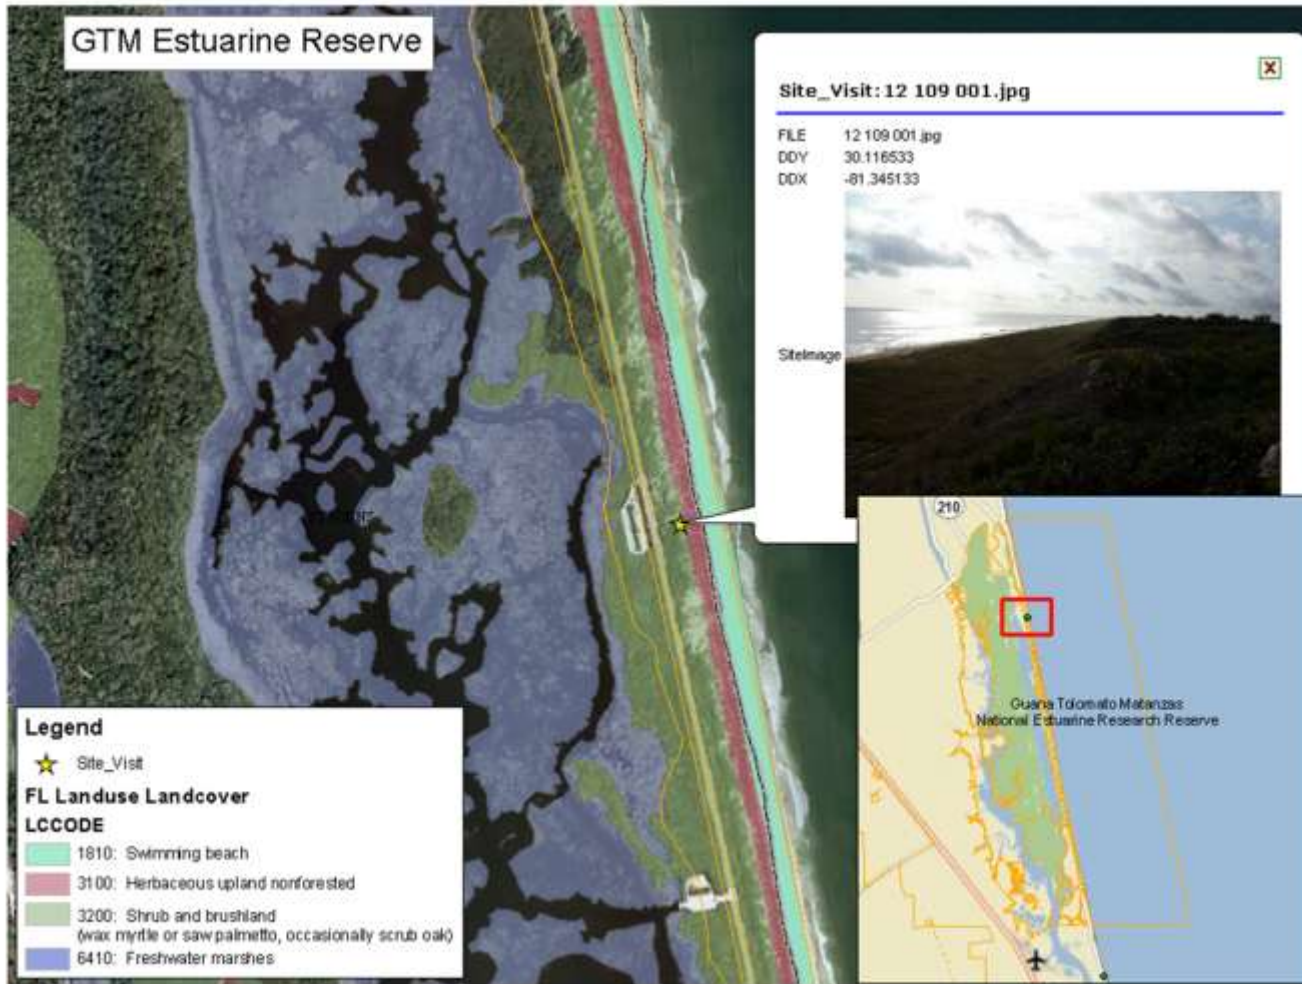 GTM Estuarine Reserve
Site_Visit: 12 109 001.jpg
FILE 12 109 001.jpg
DDY 30.116533
DDX -81.345133
SiteImage
210
Guana Tolomato Matanzas
National Estuarine Research Reserve
Legend
Site_Visit
FL Landuse Landcover
LCCODE
1810: Swimming beach
3100: Herbaceous upland nonforested
3200: Shrub and brushland
(wax myrtle or saw palmetto, occasionally scrub oak)
6410: Freshwater marshes